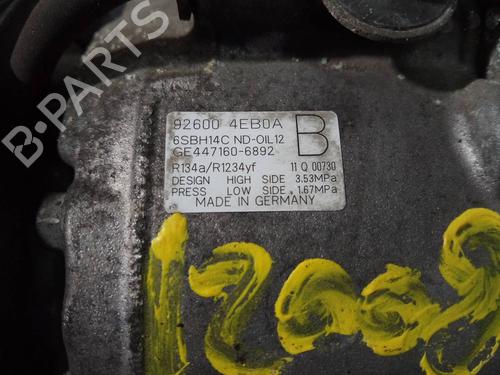 B-PARTS
92600 4EB0A
6SBH14C ND-OIL12
GE447160-6892
B
R134a/R1234yf 11 Q 00730
DESIGN HIGH SIDE 3.53MPa
PRESS LOW SIDE 1.67MPa
MADE IN GERMANY
12009